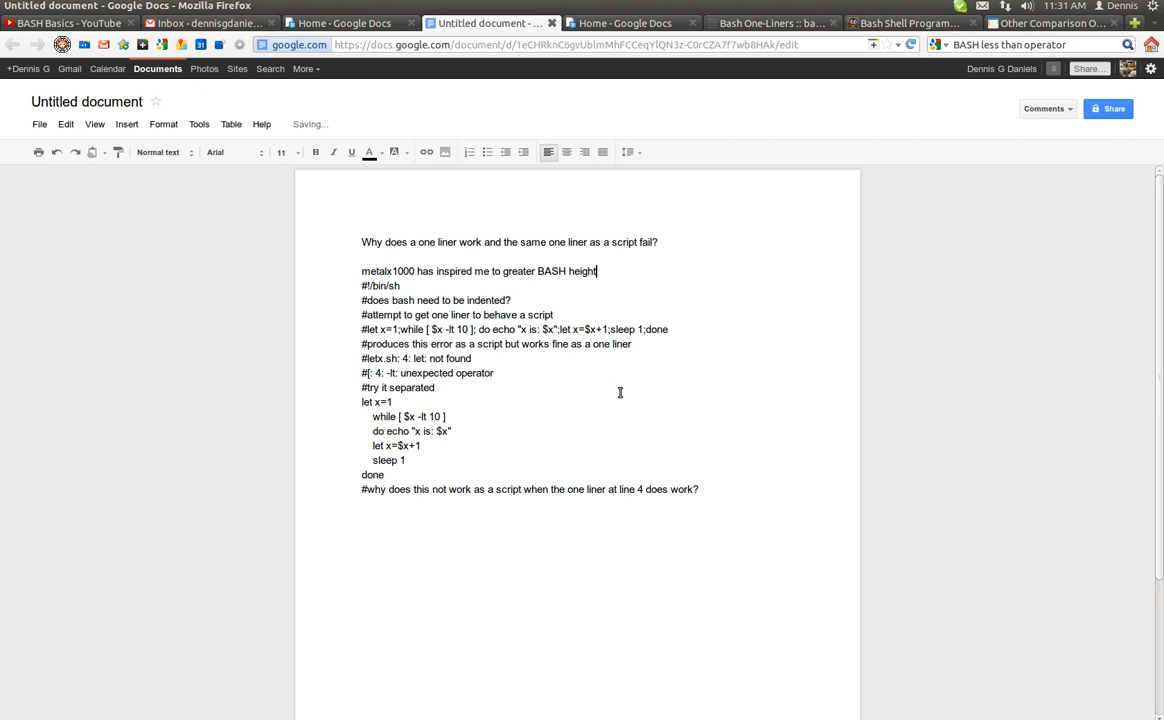 Untitled document - Google Docs - Mozilla Firefox
11:31 AM Dennis
BASH Basics - YouTube
Inbox - dennisgdanie...
Home - Google Docs
Untitled document - ...
Home - Google Docs
Bash One-Liners :: ba...
Bash Shell Program...
Other Comparison O...
google.com https://docs.google.com/document/d/1eCHRknC6gvUblmMhFCCeqYlQN3z-C0rCZA7f7wb8HAk/edit
BASH less than operator
+Dennis G Gmail Calendar Documents Photos Sites Search More
Dennis G Daniels 0 Share...
Untitled document
Comments Share
File Edit View Insert Format Tools Table Help Saving...
Normal text Arial 11 B I U A A
Why does a one liner work and the same one liner as a script fail?
metalx1000 has inspired me to greater BASH height
#!/bin/sh
#does bash need to be indented?
#attempt to get one liner to behave a script
#let x=1;while [ $x -lt 10 ]; do echo "x is: $x";let x=$x+1;sleep 1;done
#produces this error as a script but works fine as a one liner
#letx.sh: 4: let: not found
#[: 4: -lt: unexpected operator
#try it separated
let x=1
while [ $x -lt 10 ]
do echo "x is: $x"
let x=$x+1
sleep 1
done
#why does this not work as a script when the one liner at line 4 does work?